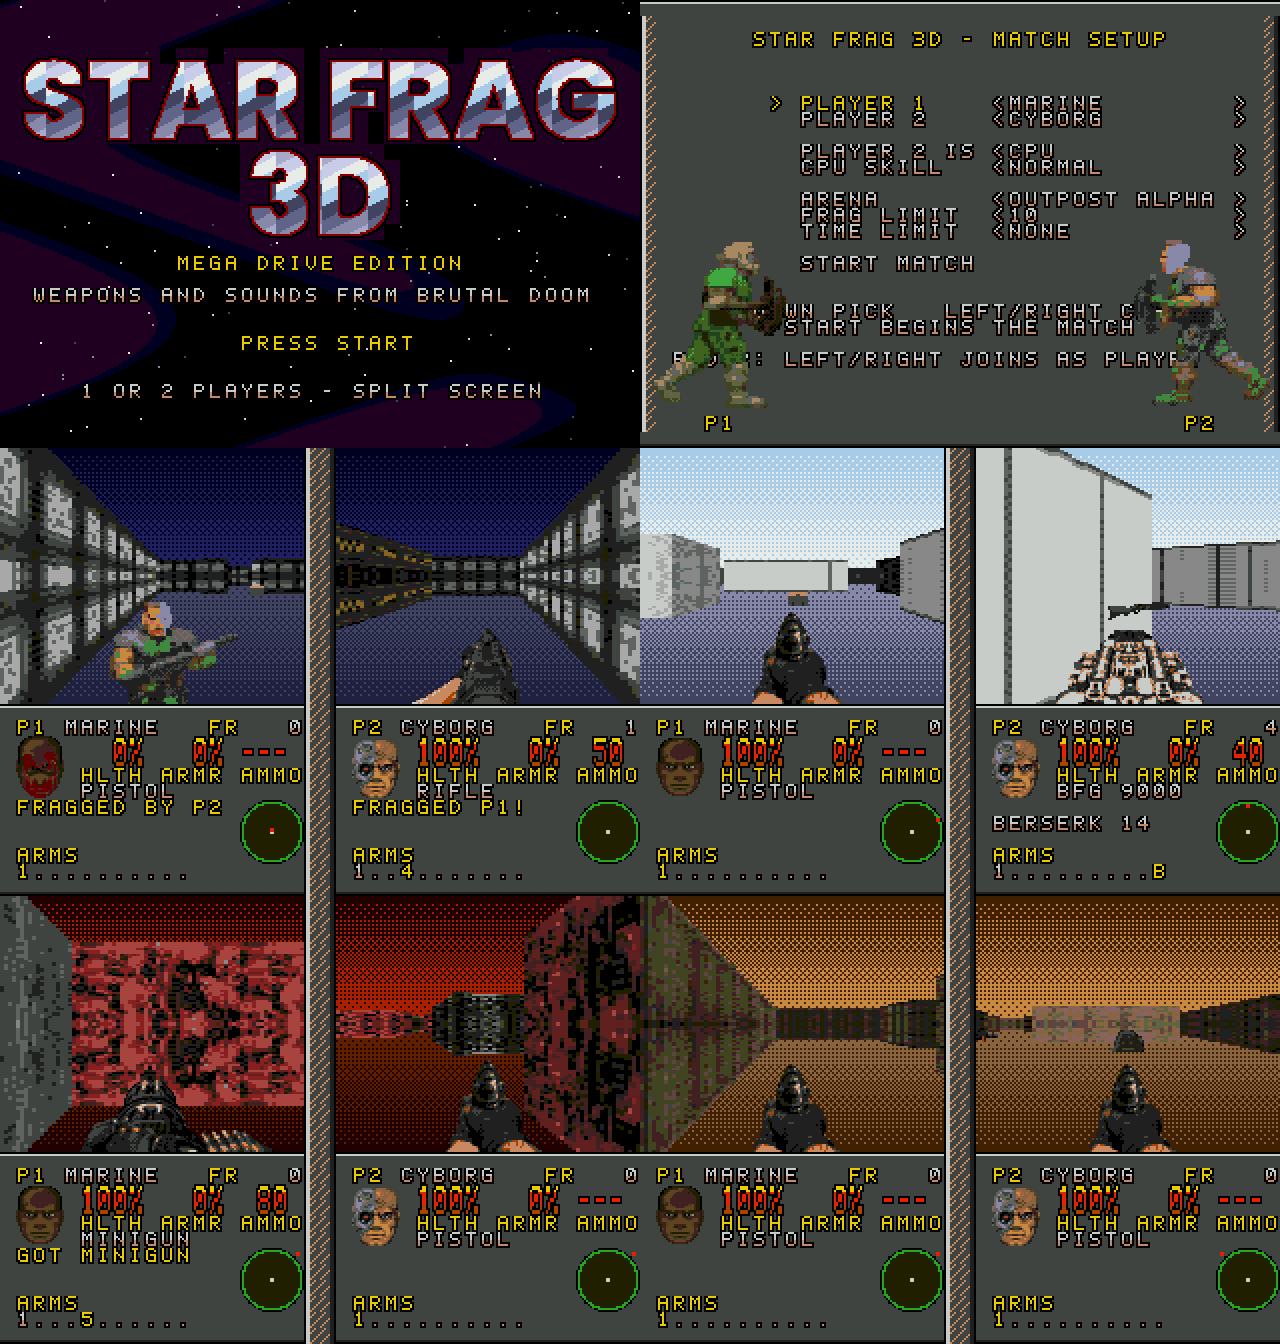 STAR FRAG
3D
MEGA DRIVE EDITION
WEAPONS AND SOUNDS FROM BRUTAL DOOM
PRESS START
1 OR 2 PLAYERS - SPLIT SCREEN
STAR FRAG 3D - MATCH SETUP
> PLAYER 1 <MARINE >
PLAYER 2 <CYBORG >
PLAYER 2 IS <CPU >
CPU SKILL <NORMAL >
ARENA <OUTPOST ALPHA >
FRAG LIMIT <10 >
TIME LIMIT <NONE >
START MATCH
WN PICK LEFT/RIGHT C
START BEGINS THE MATCH
: LEFT/RIGHT JOINS AS PLAYE
P1 P2
P1 MARINE FR 0
0% 0% ---
HLTH ARMR AMMO
PISTOL
FRAGGED BY P2
ARMS
1..........
P2 CYBORG FR 1
100% 0% 50
HLTH ARMR AMMO
RIFLE
FRAGGED P1!
ARMS
1..4.......
P1 MARINE FR 0
100% 0% ---
HLTH ARMR AMMO
PISTOL
ARMS
1..........
P2 CYBORG FR 4
100% 0% 40
HLTH ARMR AMMO
BFG 9000
BERSERK 14
ARMS
1.........B
P1 MARINE FR 0
100% 0% 80
HLTH ARMR AMMO
MINIGUN
GOT MINIGUN
ARMS
1...5......
P2 CYBORG FR 0
100% 0% ---
HLTH ARMR AMMO
PISTOL
ARMS
1..........
P1 MARINE FR 0
100% 0% ---
HLTH ARMR AMMO
PISTOL
ARMS
1..........
P2 CYBORG FR 0
100% 0% ---
HLTH ARMR AMMO
PISTOL
ARMS
1..........